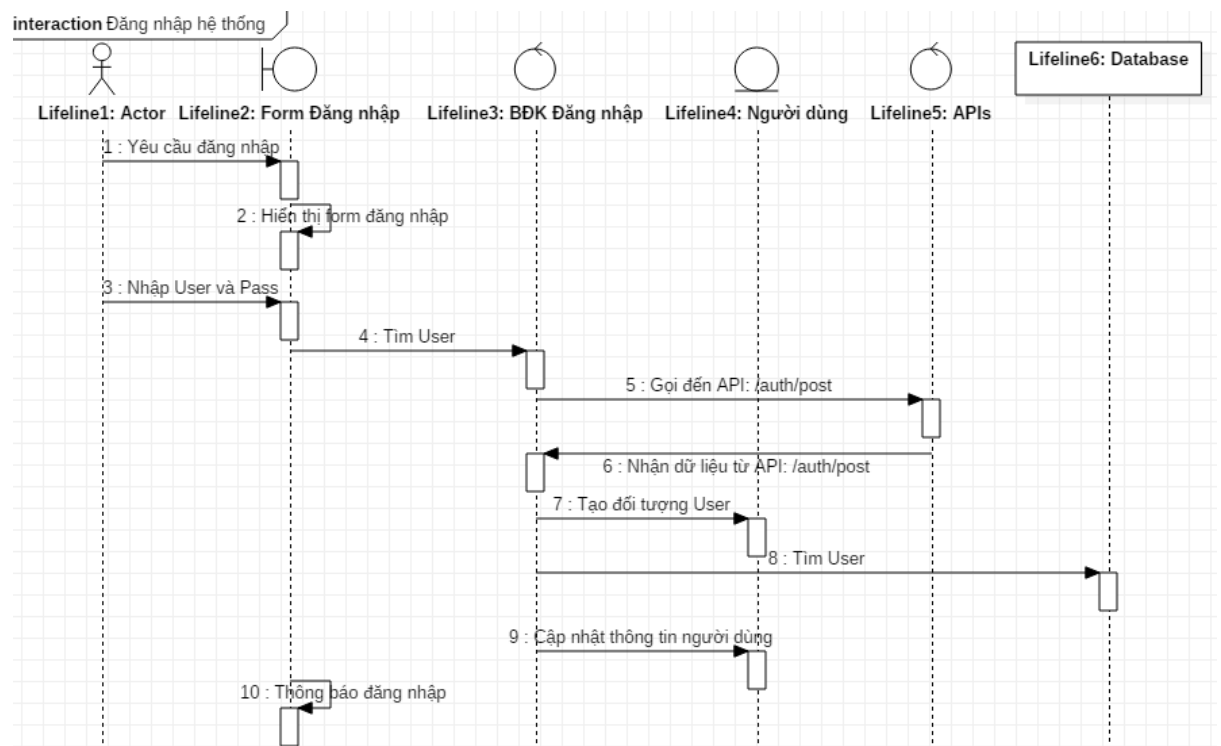 interaction Đăng nhập hệ thống
Lifeline6: Database
Lifeline1: Actor
Lifeline2: Form Đăng nhập
Lifeline3: BĐK Đăng nhập
Lifeline4: Người dùng
Lifeline5: APIs
1 : Yêu cầu đăng nhập
2 : Hiển thị form đăng nhập
3 : Nhập User và Pass
4 : Tìm User
5 : Gọi đến API: /auth/post
6 : Nhận dữ liệu từ API: /auth/post
7 : Tạo đối tượng User
8 : Tìm User
9 : Cập nhật thông tin người dùng
10 : Thông báo đăng nhập